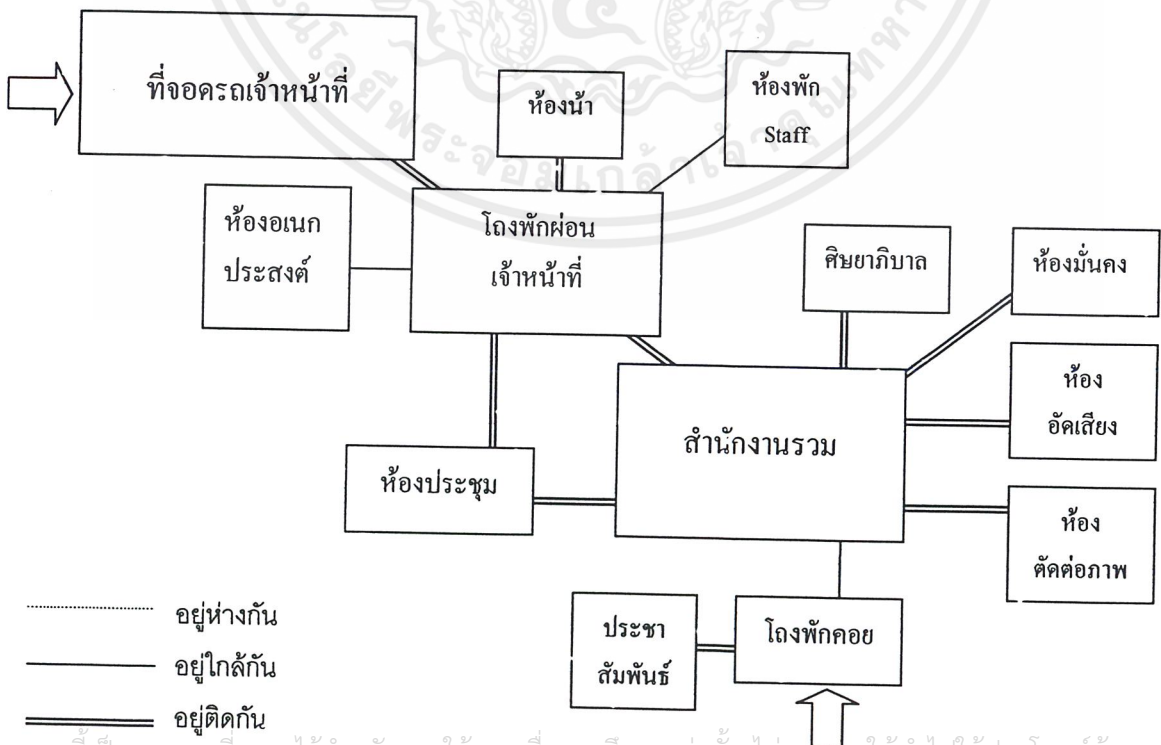 ที่จอดรถเจ้าหน้าที่
ห้องน้ำ
ห้องพัก
Staff
ห้องอเนก
ประสงค์
โถงพักผ่อน
เจ้าหน้าที่
ศิษยาภิบาล
ห้องมั่นคง
ห้อง
อัดเสียง
สำนักงานรวม
ห้องประชุม
ห้อง
ตัดต่อภาพ
ประชา
สัมพันธ์
โถงพักคอย
อยู่ห่างกัน
อยู่ใกล้กัน
อยู่ติดกัน